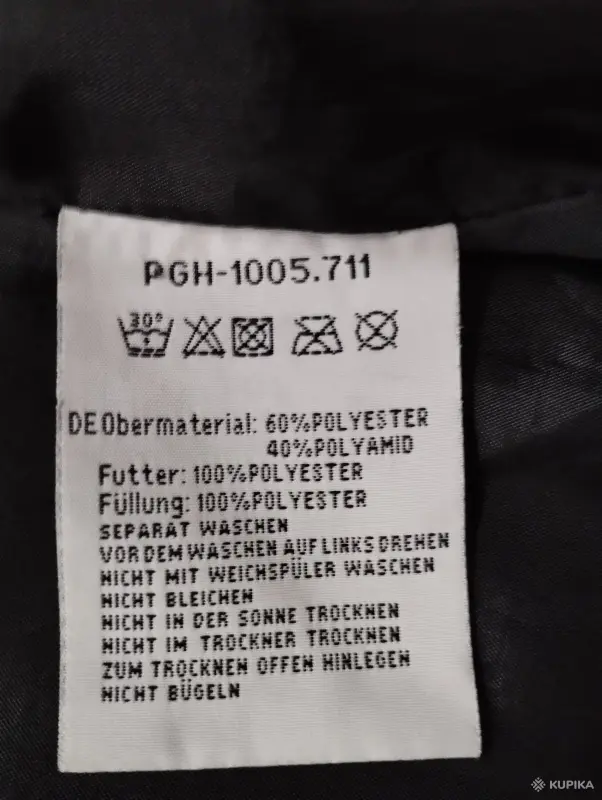 PGH-1005.711
30°
DE Obermaterial: 60%POLYESTER
40%POLYAMID
Futter: 100%POLYESTER
Füllung: 100%POLYESTER
SEPARAT WASCHEN
VOR DEM WASCHEN AUF LINKS DREHEN
NICHT MIT WEICHSPÜLER WASCHEN
NICHT BLEICHEN
NICHT IN DER SONNE TROCKNEN
NICHT IM TROCKNER TROCKNEN
ZUM TROCKNEN OFFEN HINLEGEN
NICHT BÜGELN
KUPIKA